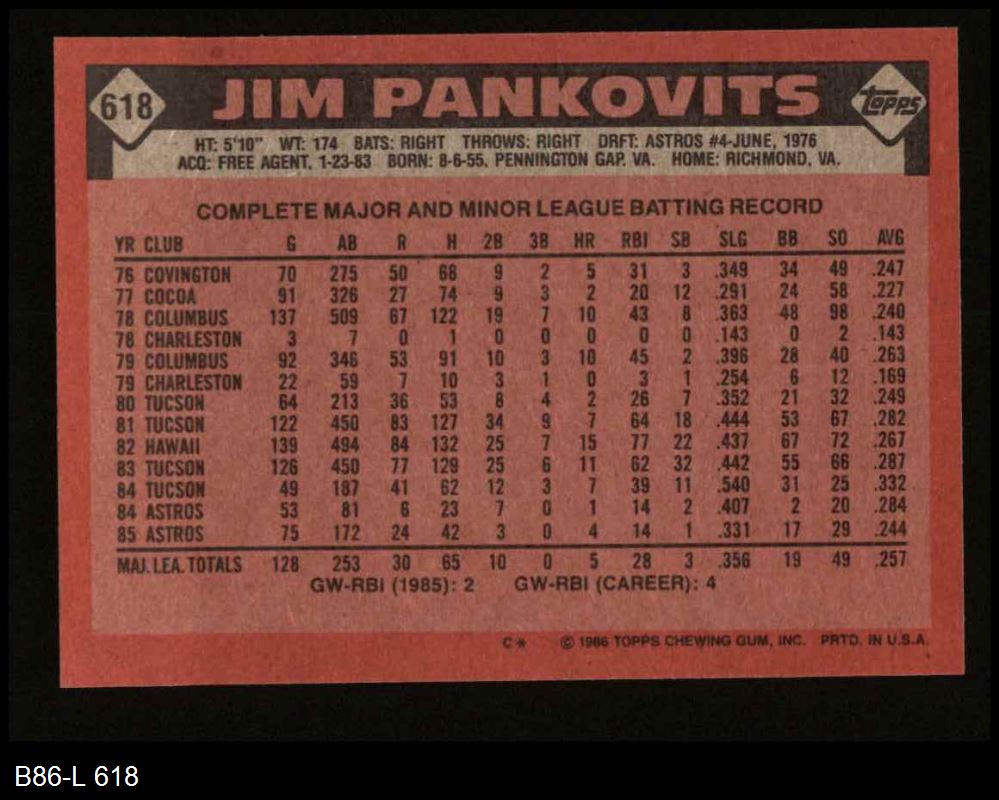 618 JIM PANKOVITS Topps
HT: 5'10" WT: 174 BATS: RIGHT THROWS: RIGHT DRFT: ASTROS #4-JUNE, 1976
ACQ: FREE AGENT, 1-23-83 BORN: 8-6-55, PENNINGTON GAP. VA. HOME: RICHMOND, VA.
COMPLETE MAJOR AND MINOR LEAGUE BATTING RECORD
YR CLUB G AB R H 2B 3B HR RBI SB SLG BB SO AVG
76 COVINGTON 70 275 50 68 9 2 5 31 3 .349 34 49 .247
77 COCOA 91 326 27 74 9 3 2 20 12 .291 24 58 .227
78 COLUMBUS 137 509 67 122 19 7 10 43 8 .363 48 98 .240
78 CHARLESTON 3 7 0 1 0 0 0 0 0 .143 0 2 .143
79 COLUMBUS 92 346 53 91 10 3 10 45 2 .396 28 40 .263
79 CHARLESTON 22 59 7 10 3 1 0 3 1 .254 6 12 .169
80 TUCSON 64 213 36 53 8 4 2 26 7 .352 21 32 .249
81 TUCSON 122 450 83 127 34 9 7 64 18 .444 53 67 .282
82 HAWAII 139 494 84 132 25 7 15 77 22 .437 67 72 .267
83 TUCSON 126 450 77 129 25 6 11 62 32 .442 55 66 .287
84 TUCSON 49 187 41 62 12 3 7 39 11 .540 31 25 .332
84 ASTROS 53 81 6 23 7 0 1 14 2 .407 2 20 .284
85 ASTROS 75 172 24 42 3 0 4 14 1 .331 17 29 .244
MAJ. LEA. TOTALS 128 253 30 65 10 0 5 28 3 .356 19 49 .257
GW-RBI (1985): 2 GW-RBI (CAREER): 4
C* © 1986 TOPPS CHEWING GUM, INC. PRTD. IN U.S.A.
B86-L 618